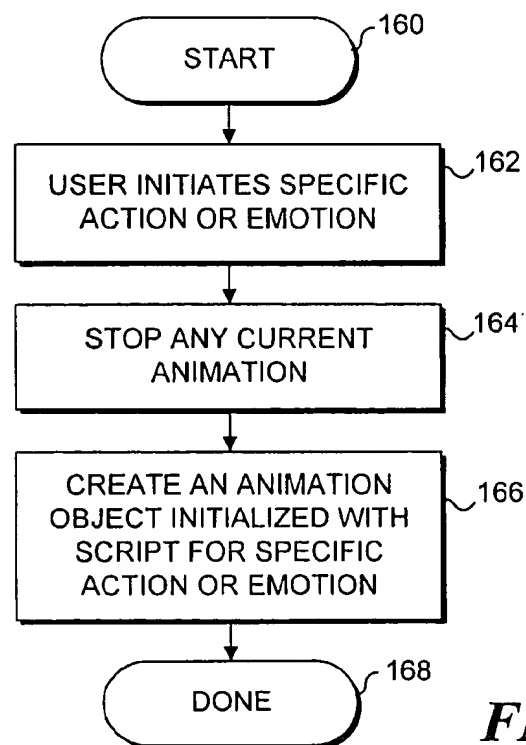 START
160
USER INITIATES SPECIFIC
ACTION OR EMOTION
162
STOP ANY CURRENT
ANIMATION
164
CREATE AN ANIMATION
OBJECT INITIALIZED WITH
SCRIPT FOR SPECIFIC
ACTION OR EMOTION
166
DONE
168